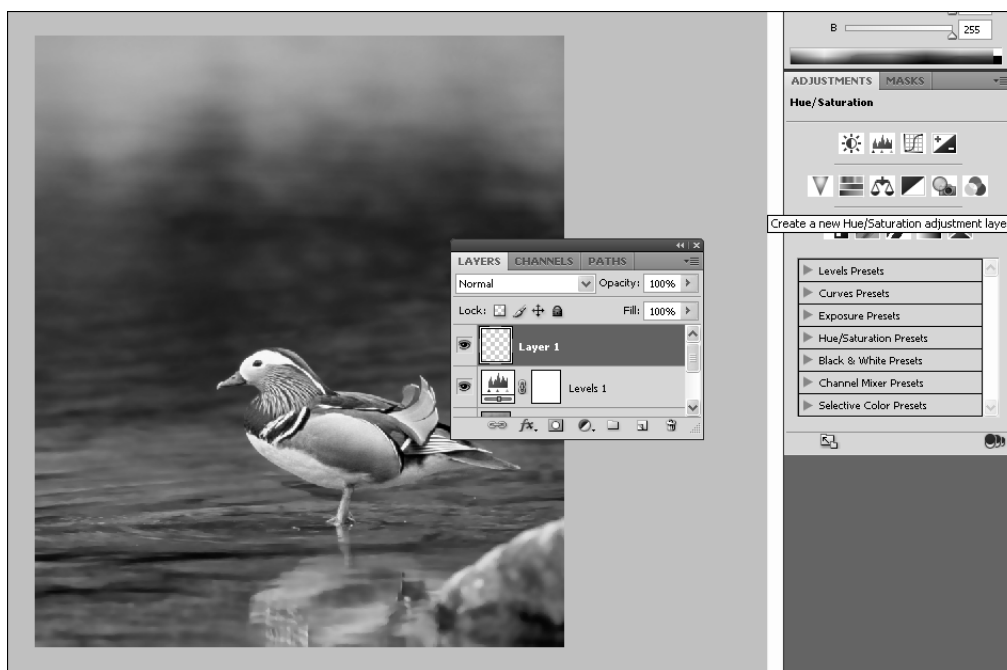 B 255
ADJUSTMENTS MASKS
Hue/Saturation
Create a new Hue/Saturation adjustment laye
Levels Presets
Curves Presets
Exposure Presets
Hue/Saturation Presets
Black & White Presets
Channel Mixer Presets
Selective Color Presets
LAYERS CHANNELS PATHS
Normal Opacity: 100%
Lock: Fill: 100%
Layer 1
Levels 1
fx.